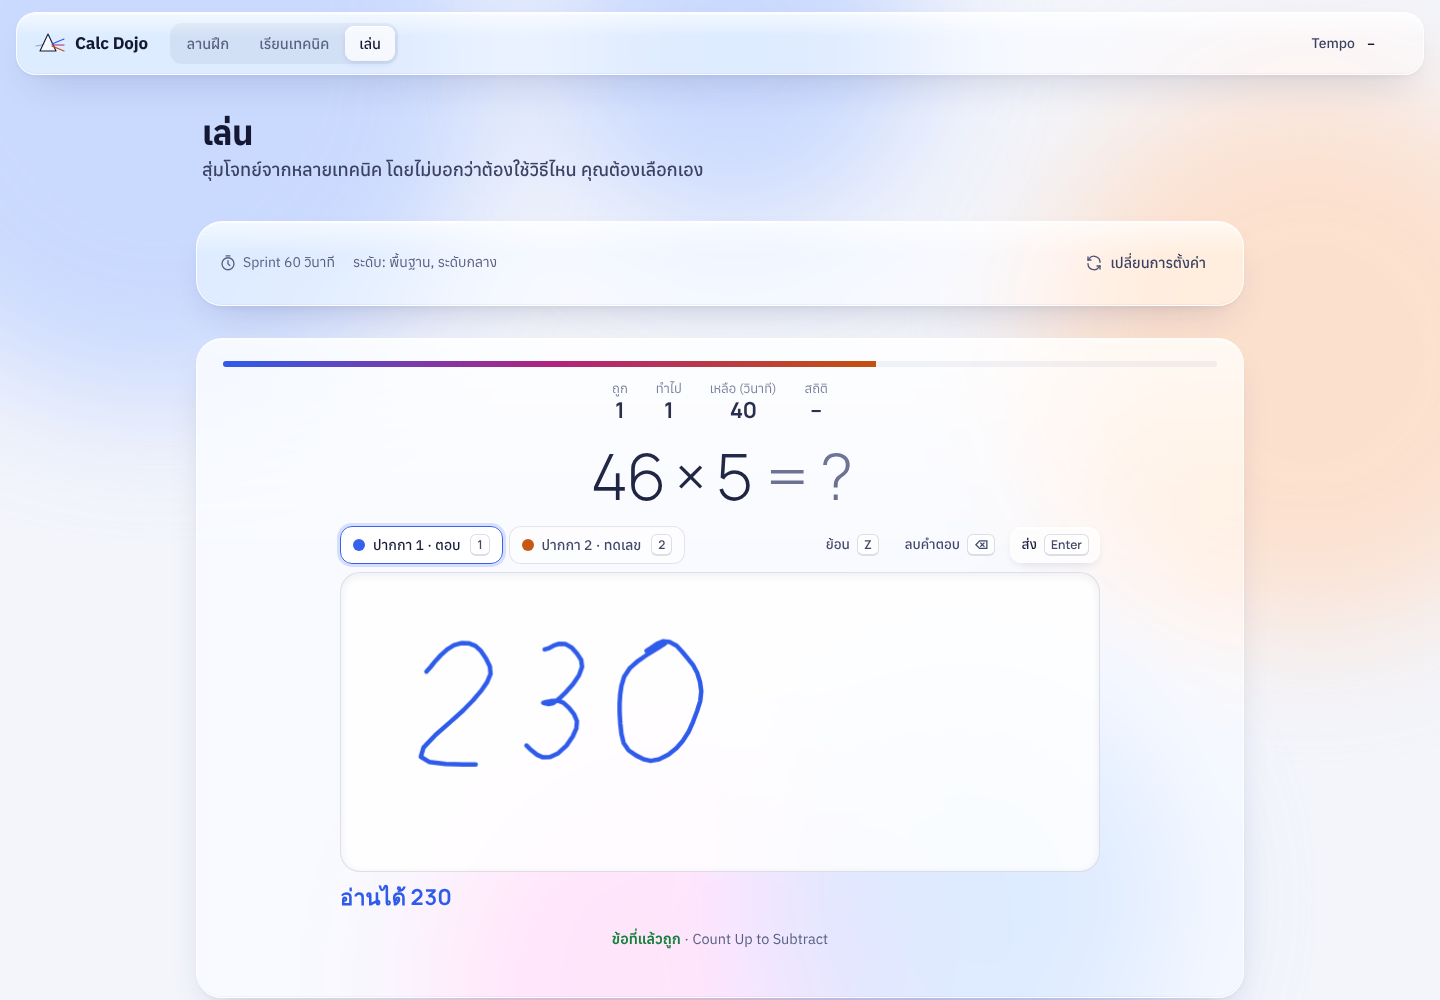 Calc Dojo ลานฝึก เรียนเทคนิค เล่น Tempo –
เล่น
สุ่มโจทย์จากหลายเทคนิค โดยไม่บอกว่าต้องใช้วิธีไหน คุณต้องเลือกเอง
Sprint 60 วินาที ระดับ: พื้นฐาน, ระดับกลาง เปลี่ยนการตั้งค่า
ถูก ทำไป เหลือ (วินาที) สถิติ
1 1 40 –
46 × 5 = ?
ปากกา 1 · ตอบ 1 ปากกา 2 · ทดเลข 2 ย้อน Z ลบคำตอบ ⌫ ส่ง Enter
230
อ่านได้ 230
ข้อที่แล้วถูก · Count Up to Subtract